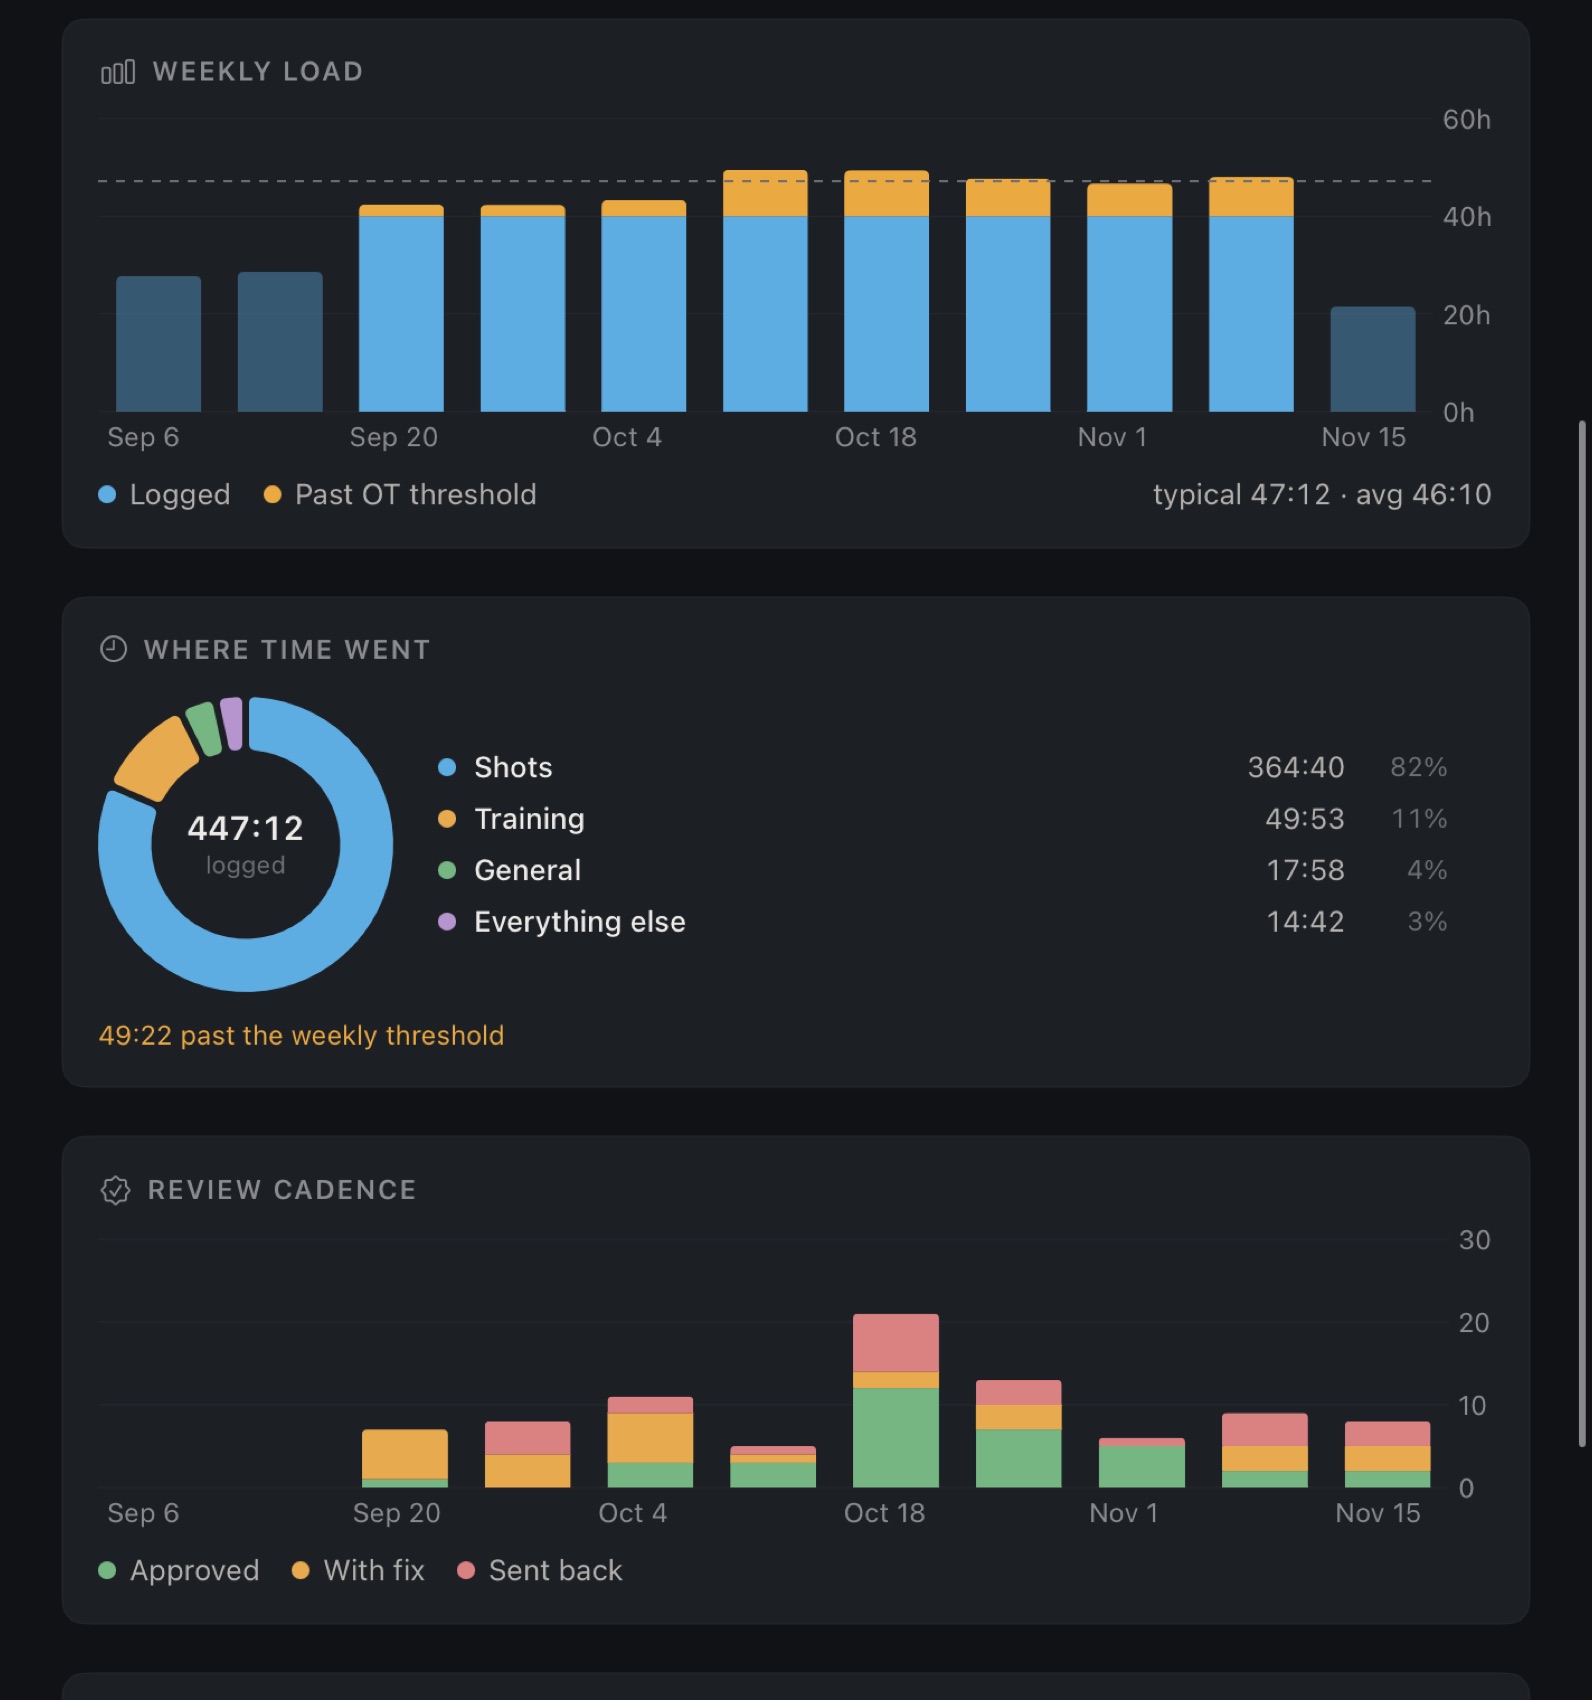 WEEKLY LOAD
60h
40h
20h
0h
Sep 6 Sep 20 Oct 4 Oct 18 Nov 1 Nov 15
Logged Past OT threshold typical 47:12 · avg 46:10
WHERE TIME WENT
447:12
logged
Shots 364:40 82%
Training 49:53 11%
General 17:58 4%
Everything else 14:42 3%
49:22 past the weekly threshold
REVIEW CADENCE
30
20
10
0
Sep 6 Sep 20 Oct 4 Oct 18 Nov 1 Nov 15
Approved With fix Sent back